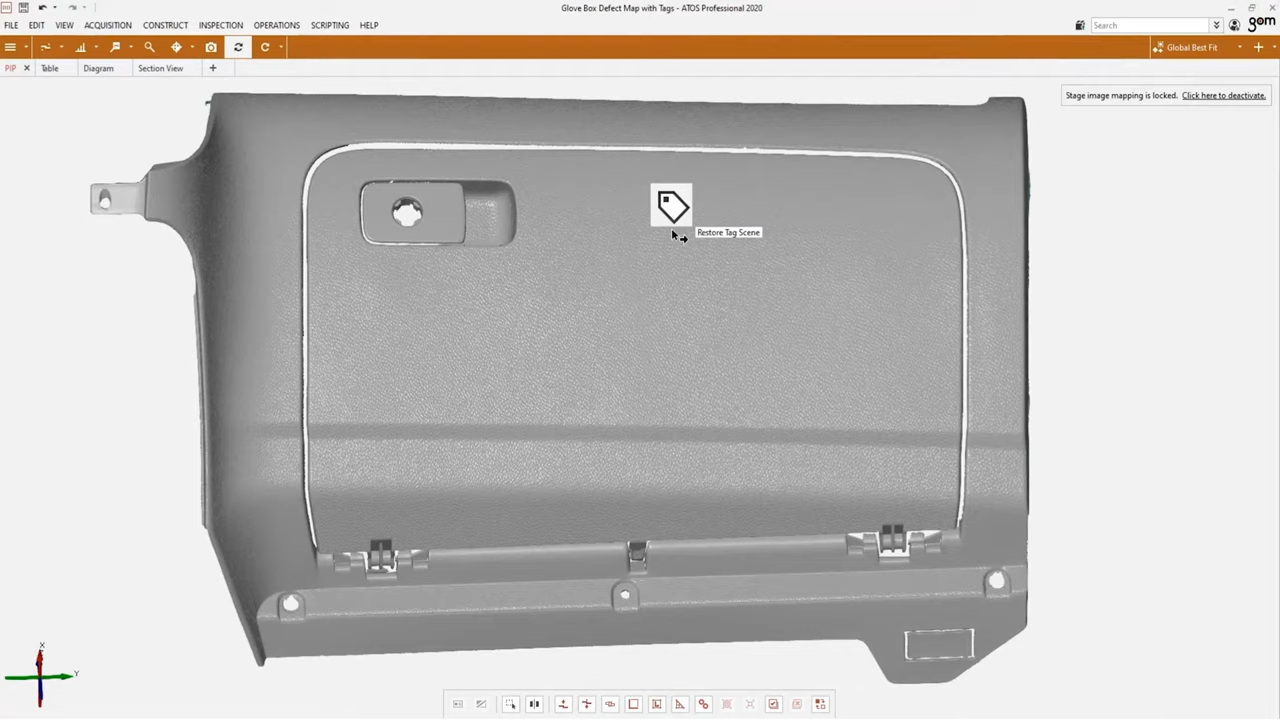 Glove Box Defect Map with Tags - ATOS Professional 2020
FILE EDIT VIEW ACQUISITION CONSTRUCT INSPECTION OPERATIONS SCRIPTING HELP
Search
gom
Global Best Fit
PIP Table Diagram Section View
Stage image mapping is locked. Click here to deactivate.
Restore Tag Scene
X
Y